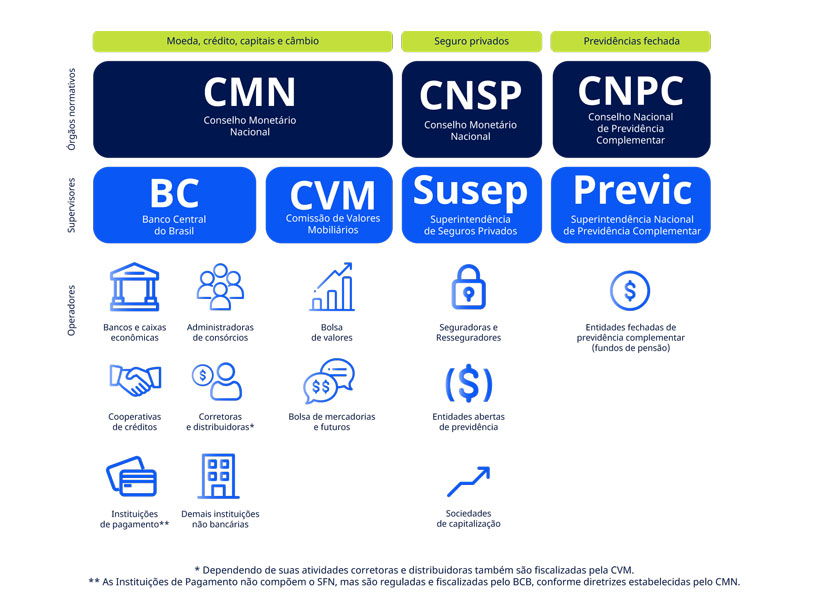 Moeda, crédito, capitais e câmbio
Seguro privados
Previdências fechada
Órgãos normativos
CMN
Conselho Monetário
Nacional
CNSP
Conselho Monetário
Nacional
CNPC
Conselho Nacional
de Previdência
Complementar
Supervisores
BC
Banco Central
do Brasil
CVM
Comissão de Valores
Mobiliários
Susep
Superintendência
de Seguros Privados
Previc
Superintendência Nacional
de Previdência Complementar
Operadores
Bancos e caixas
econômicas
Administradoras
de consórcios
Bolsa
de valores
Seguradoras e
Resseguradores
Entidades fechadas de
previdência complementar
(fundos de pensão)
Cooperativas
de créditos
Corretoras
e distribuidoras*
Bolsa de mercadorias
e futuros
Entidades abertas
de previdência
Instituições
de pagamento**
Demais instituições
não bancárias
Sociedades
de capitalização
* Dependendo de suas atividades corretoras e distribuidoras também são fiscalizadas pela CVM.
** As Instituições de Pagamento não compõem o SFN, mas são reguladas e fiscalizadas pelo BCB, conforme diretrizes estabelecidas pelo CMN.